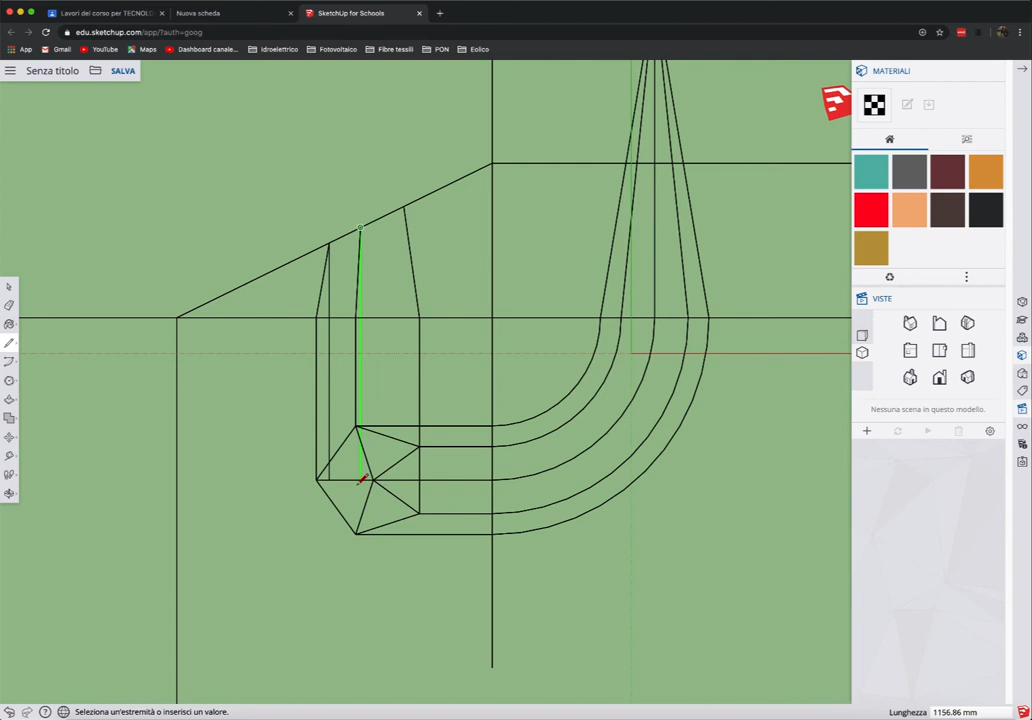 Lavori del corso per TECNOLO
Nuova scheda
SketchUp for Schools
edu.sketchup.com/app/?auth=goog
App
Gmail
YouTube
Maps
Dashboard canale...
Idroelettrico
Fotovoltaico
Fibre tessili
PON
Eolico
Senza titolo
SALVA
MATERIALI
VISTE
Nessuna scena in questo modello.
Seleziona un'estremità o inserisci un valore.
Lunghezza
1156.86 mm